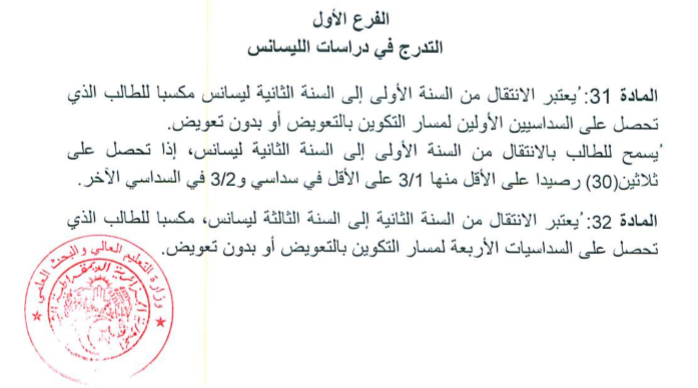 الفرع الأول
التدرج في دراسات الليسانس
المادة 31: ُيعتبر الانتقال من السنة الأولى إلى السنة الثانية ليسانس مكسبا للطالب الذي
تحصل على السداسيين الأولين لمسار التكوين بالتعويض أو بدون تعويض.
ُيسمح للطالب بالانتقال من السنة الأولى إلى السنة الثانية ليسانس، إذا تحصل على
ثلاثين(30) رصيدا على الأقل منها 3/1 على الأقل في سداسي و3/2 في السداسي الآخر.
المادة 32: ُيعتبر الانتقال من السنة الثانية إلى السنة الثالثة ليسانس، مكسبا للطالب الذي
تحصل على السداسيات الأربعة لمسار التكوين بالتعويض أو بدون تعويض.
وزارة التعليم العالي والبحث العلمي